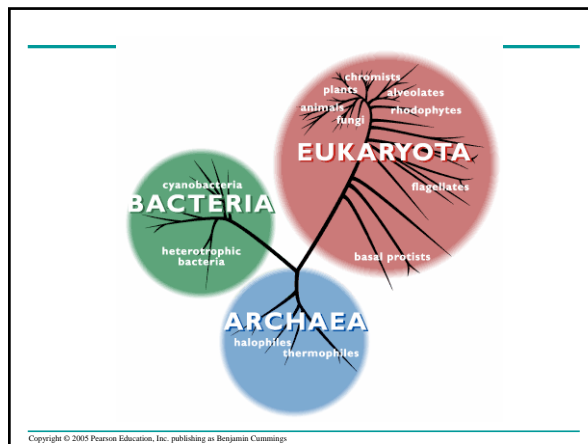 chromists
plants
alveolates
animals
rhodophytes
fungi
EUKARYOTA
cyanobacteria
flagellates
BACTERIA
heterotrophic
bacteria
basal protists
ARCHAEA
halophiles
thermophiles
Copyright © 2005 Pearson Education, Inc. publishing as Benjamin Cummings